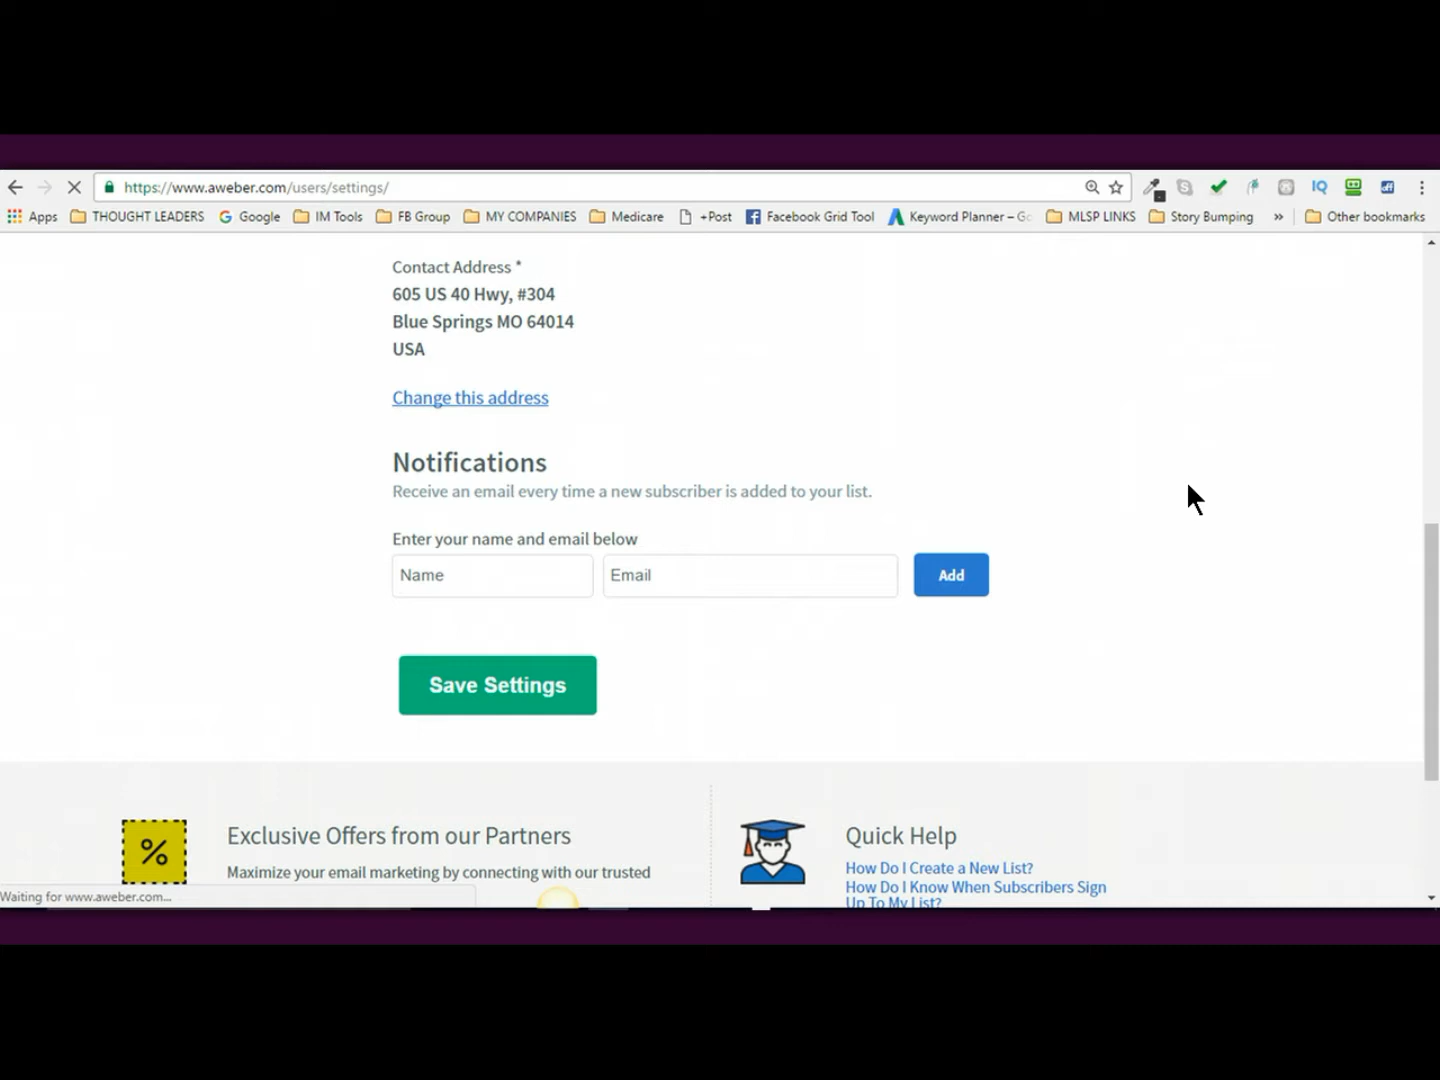 https://www.aweber.com/users/settings/
IQ
off
Apps THOUGHT LEADERS Google IM Tools FB Group MY COMPANIES Medicare +Post Facebook Grid Tool Keyword Planner – Go MLSP LINKS Story Bumping » Other bookmarks
Contact Address *
605 US 40 Hwy, #304
Blue Springs MO 64014
USA
Change this address
Notifications
Receive an email every time a new subscriber is added to your list.
Enter your name and email below
Name Email Add
Save Settings
% Exclusive Offers from our Partners
Maximize your email marketing by connecting with our trusted
Quick Help
How Do I Create a New List?
How Do I Know When Subscribers Sign
Up To My List?
Waiting for www.aweber.com...